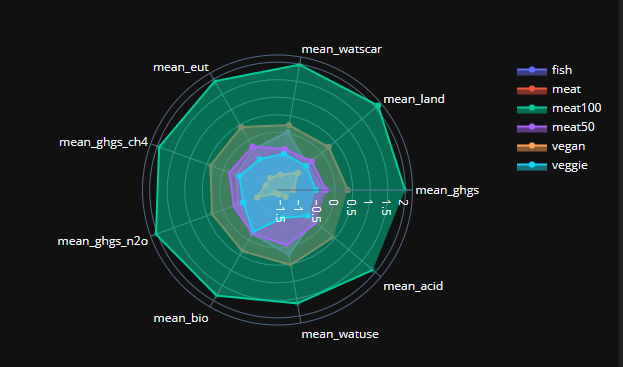 mean_watscar
mean_eut
mean_land
mean_ghgs_ch4
mean_ghgs
−1.5
−1
−0.5
0
0.5
1
1.5
2
mean_ghgs_n2o
mean_acid
mean_bio
mean_watuse
fish
meat
meat100
meat50
vegan
veggie